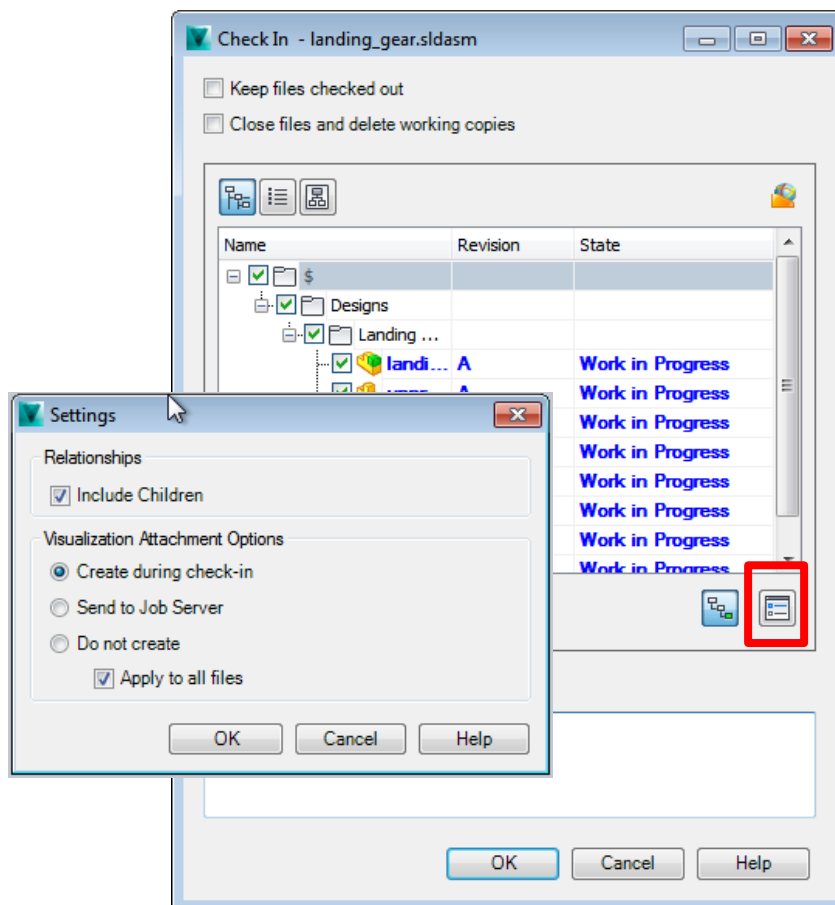 Check In - landing_gear.sldasm
Keep files checked out
Close files and delete working copies
Name Revision State
$
Designs
Landing ...
landi... A Work in Progress
A Work in Progress
Work in Progress
Work in Progress
Work in Progress
Work in Progress
Work in Progress
Work in Progress
Settings
Relationships
Include Children
Visualization Attachment Options
Create during check-in
Send to Job Server
Do not create
Apply to all files
OK Cancel Help
OK Cancel Help